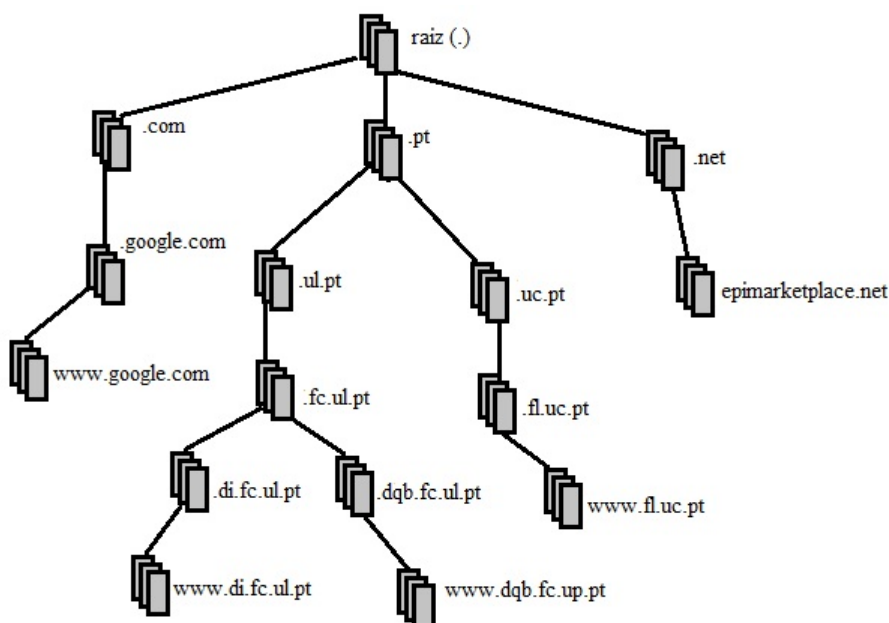 raiz (.)
.com
.pt
.net
.google.com
.ul.pt
.uc.pt
epimarketplace.net
www.google.com
.fc.ul.pt
.fl.uc.pt
.di.fc.ul.pt
.dqb.fc.ul.pt
www.fl.uc.pt
www.di.fc.ul.pt
www.dqb.fc.up.pt